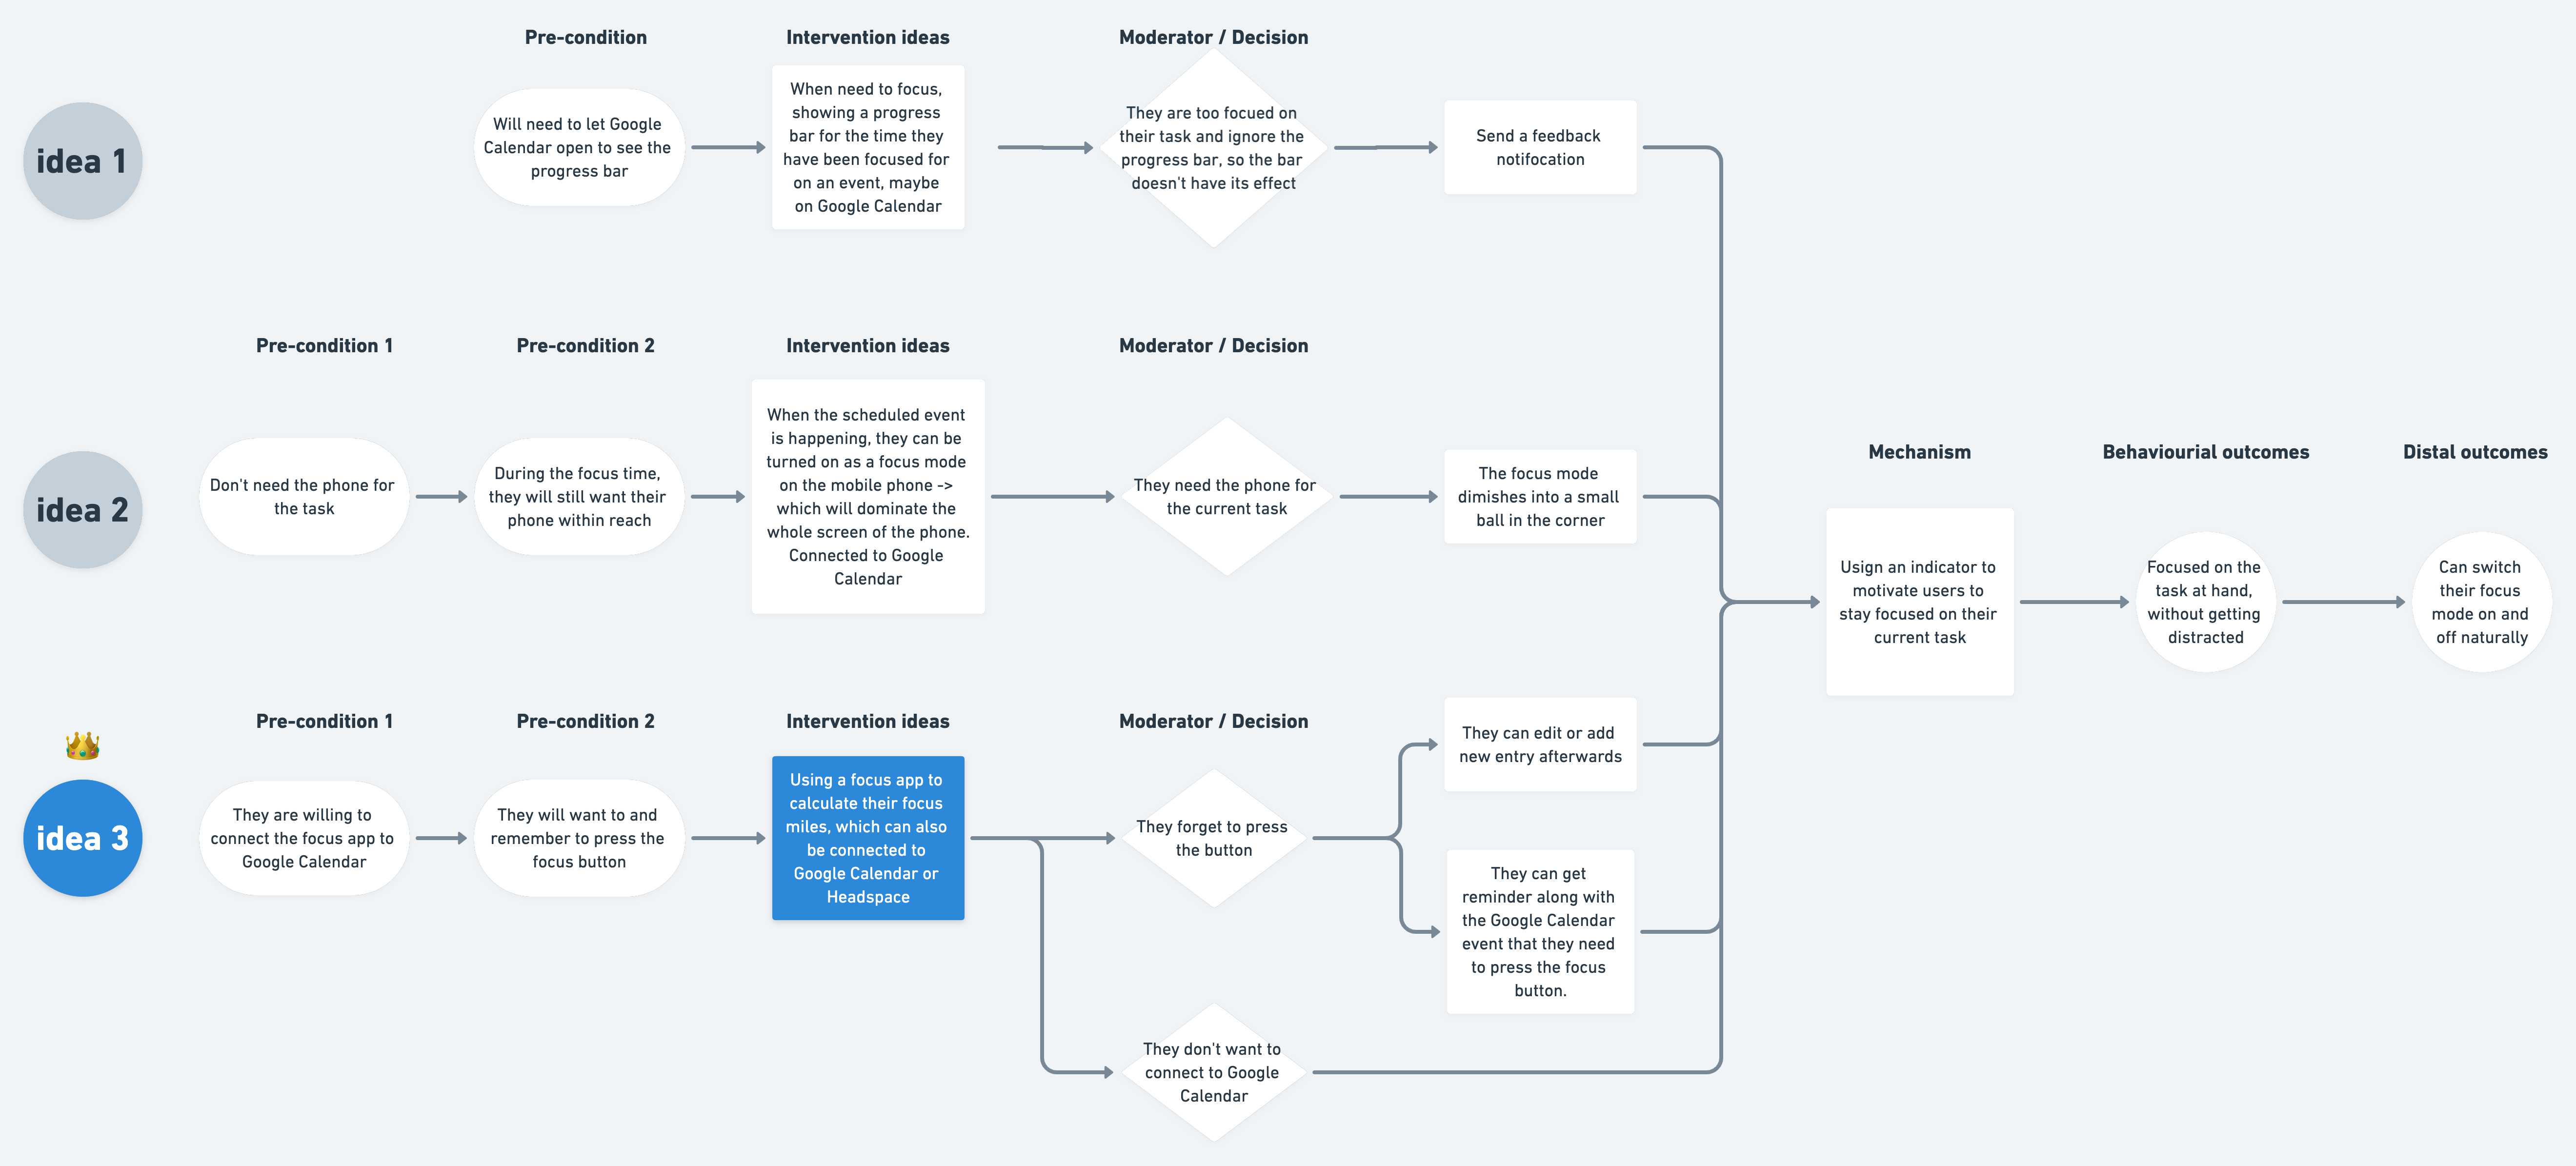 Pre-condition
Intervention ideas
Moderator / Decision
idea 1
Will need to let Google
Calendar open to see the
progress bar
When need to focus,
showing a progress
bar for the time they
have been focused for
on an event, maybe
on Google Calendar
They are too focued on
their task and ignore the
progress bar, so the bar
doesn't have its effect
Send a feedback
notifocation
Pre-condition 1
Pre-condition 2
Intervention ideas
Moderator / Decision
idea 2
Don't need the phone for
the task
During the focus time,
they will still want their
phone within reach
When the scheduled event
is happening, they can be
turned on as a focus mode
on the mobile phone ->
which will dominate the
whole screen of the phone.
Connected to Google
Calendar
They need the phone for
the current task
The focus mode
dimishes into a small
ball in the corner
Mechanism
Behaviourial outcomes
Distal outcomes
Usign an indicator to
motivate users to
stay focused on their
current task
Focused on the
task at hand,
without getting
distracted
Can switch
their focus
mode on and
off naturally
Pre-condition 1
Pre-condition 2
Intervention ideas
Moderator / Decision
idea 3
They are willing to
connect the focus app to
Google Calendar
They will want to and
remember to press the
focus button
Using a focus app to
calculate their focus
miles, which can also
be connected to
Google Calendar or
Headspace
They forget to press
the button
They can edit or add
new entry afterwards
They can get
reminder along with
the Google Calendar
event that they need
to press the focus
button.
They don't want to
connect to Google
Calendar